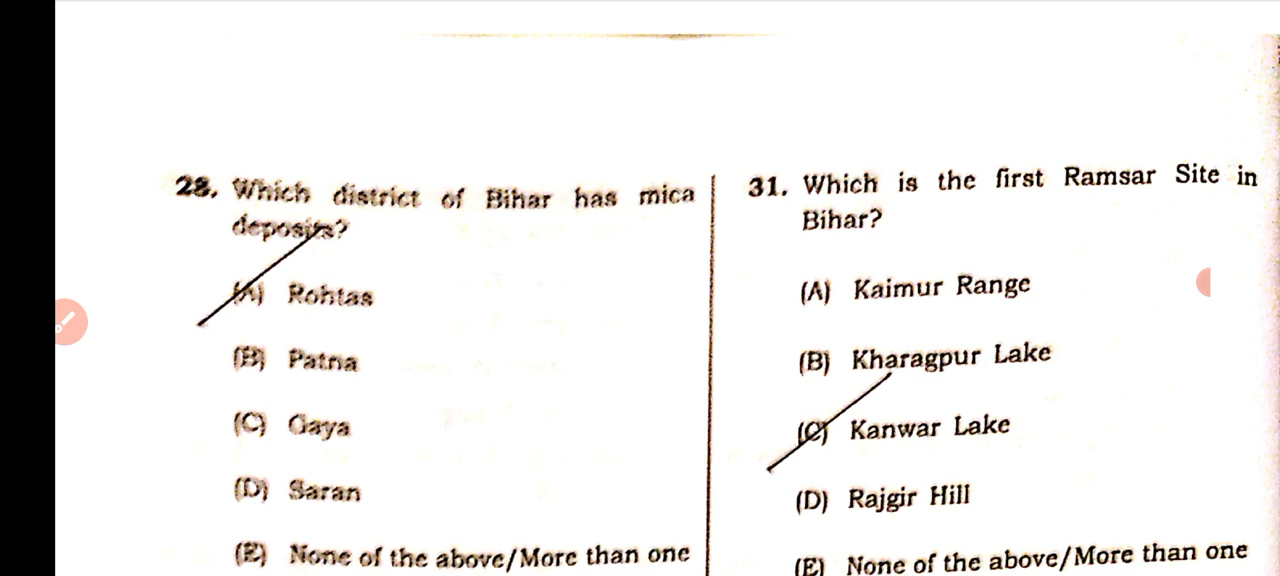 28. Which district of Bihar has mica
deposits?
(A) Rohtas
(B) Patna
(C) Gaya
(D) Saran
(E) None of the above/More than one
31. Which is the first Ramsar Site in
Bihar?
(A) Kaimur Range
(B) Kharagpur Lake
(C) Kanwar Lake
(D) Rajgir Hill
(E) None of the above/More than one